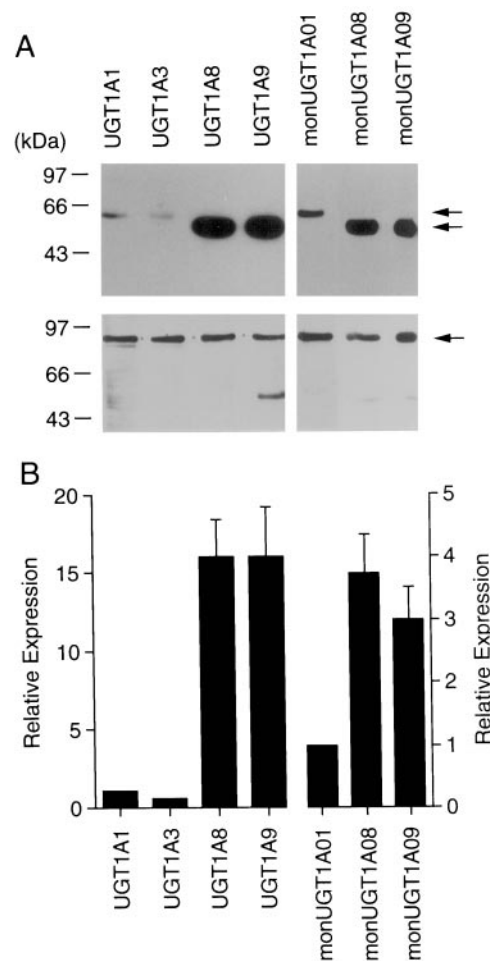 A
UGT1A1
UGT1A3
UGT1A8
UGT1A9
monUGT1A01
monUGT1A08
monUGT1A09
(kDa)
97
66
43
97
66
43
B
Relative Expression
20
15
10
5
0
5
4
3
2
1
0
Relative Expression
UGT1A1
UGT1A3
UGT1A8
UGT1A9
monUGT1A01
monUGT1A08
monUGT1A09